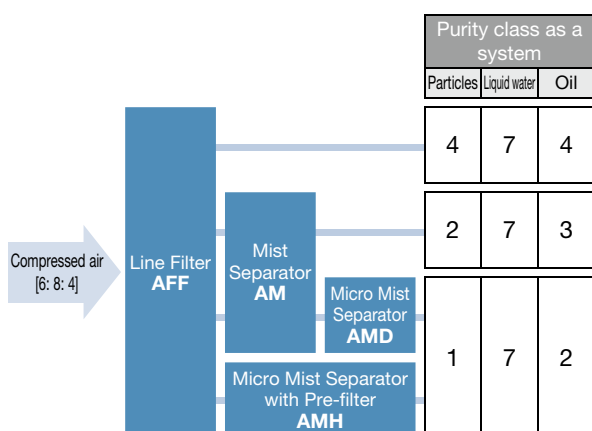 Purity class as a
system
Particles Liquid water Oil
4 7 4
2 7 3
1 7 2
Compressed air
[6: 8: 4]
Line Filter
AFF
Mist
Separator
AM
Micro Mist
Separator
AMD
Micro Mist Separator
with Pre-filter
AMH